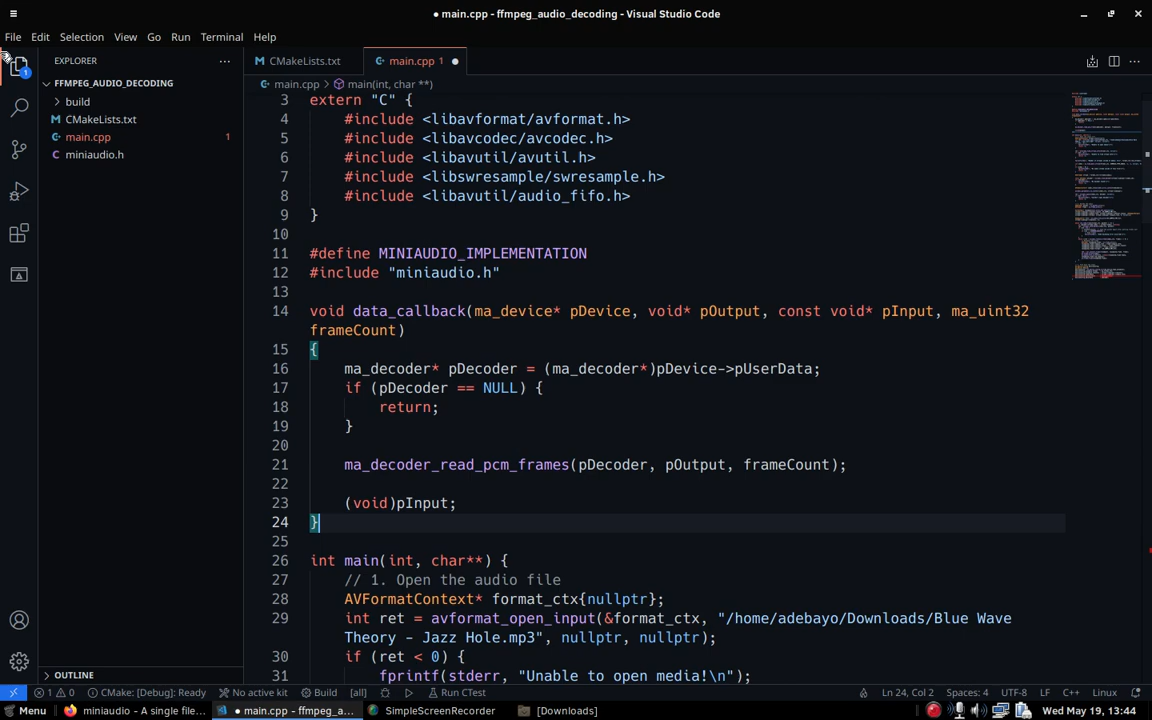 ● main.cpp - ffmpeg_audio_decoding - Visual Studio Code
File Edit Selection View Go Run Terminal Help
EXPLORER
CMakeLists.txt
main.cpp 1
FFMPEG_AUDIO_DECODING
main.cpp > main(int, char **)
build
CMakeLists.txt
main.cpp 1
miniaudio.h
1
3 extern "C" {
4 #include <libavformat/avformat.h>
5 #include <libavcodec/avcodec.h>
6 #include <libavutil/avutil.h>
7 #include <libswresample/swresample.h>
8 #include <libavutil/audio_fifo.h>
9 }
10
11 #define MINIAUDIO_IMPLEMENTATION
12 #include "miniaudio.h"
13
14 void data_callback(ma_device* pDevice, void* pOutput, const void* pInput, ma_uint32
frameCount)
15 {
16 ma_decoder* pDecoder = (ma_decoder*)pDevice->pUserData;
17 if (pDecoder == NULL) {
18 return;
19 }
20
21 ma_decoder_read_pcm_frames(pDecoder, pOutput, frameCount);
22
23 (void)pInput;
24 }
25
26 int main(int, char**) {
27 // 1. Open the audio file
28 AVFormatContext* format_ctx{nullptr};
29 int ret = avformat_open_input(&format_ctx, "/home/adebayo/Downloads/Blue Wave
Theory - Jazz Hole.mp3", nullptr, nullptr);
30 if (ret < 0) {
31 fprintf(stderr, "Unable to open media!\n");
OUTLINE
1 0 CMake: [Debug]: Ready No active kit Build [all] Run CTest Ln 24, Col 2 Spaces: 4 UTF-8 LF C++ Linux
Menu miniaudio - A single file... ● main.cpp - ffmpeg_a... SimpleScreenRecorder [Downloads] Wed May 19, 13:44